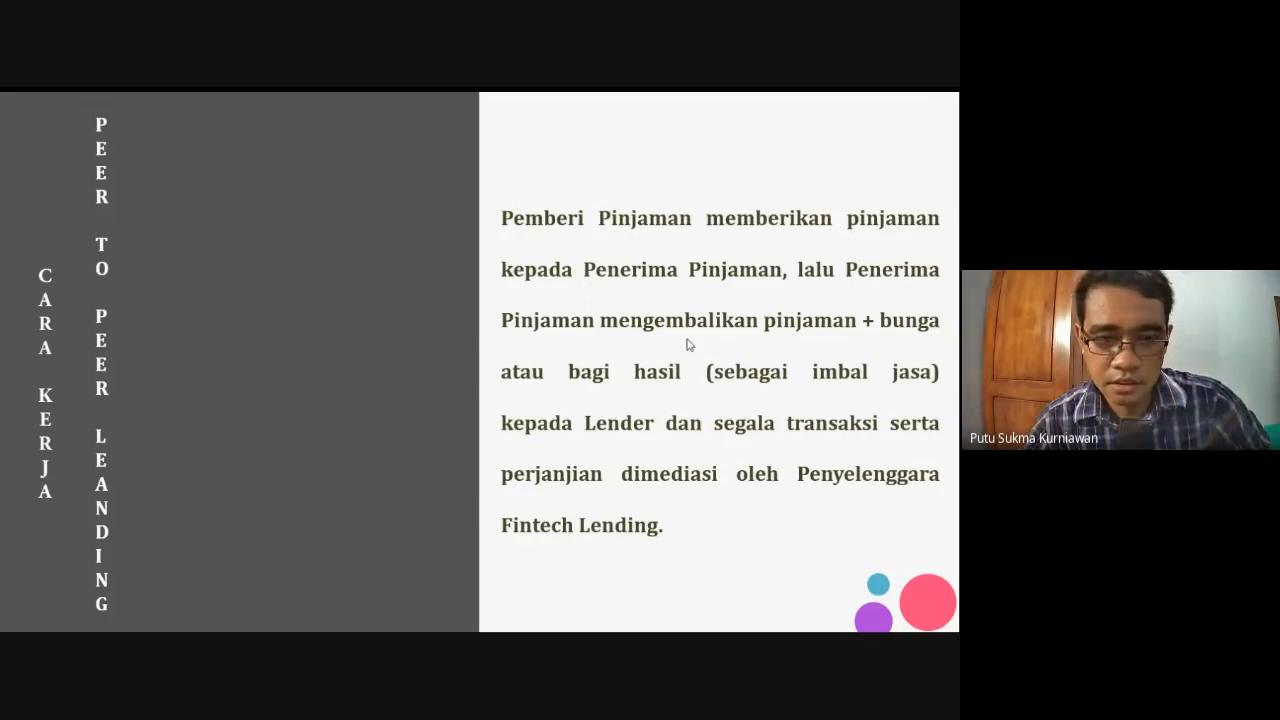 CARA KERJA
PEER TO PEER LEANDING
Pemberi Pinjaman memberikan pinjaman
kepada Penerima Pinjaman, lalu Penerima
Pinjaman mengembalikan pinjaman + bunga
atau bagi hasil (sebagai imbal jasa)
kepada Lender dan segala transaksi serta
perjanjian dimediasi oleh Penyelenggara
Fintech Lending.
Putu Sukma Kurniawan